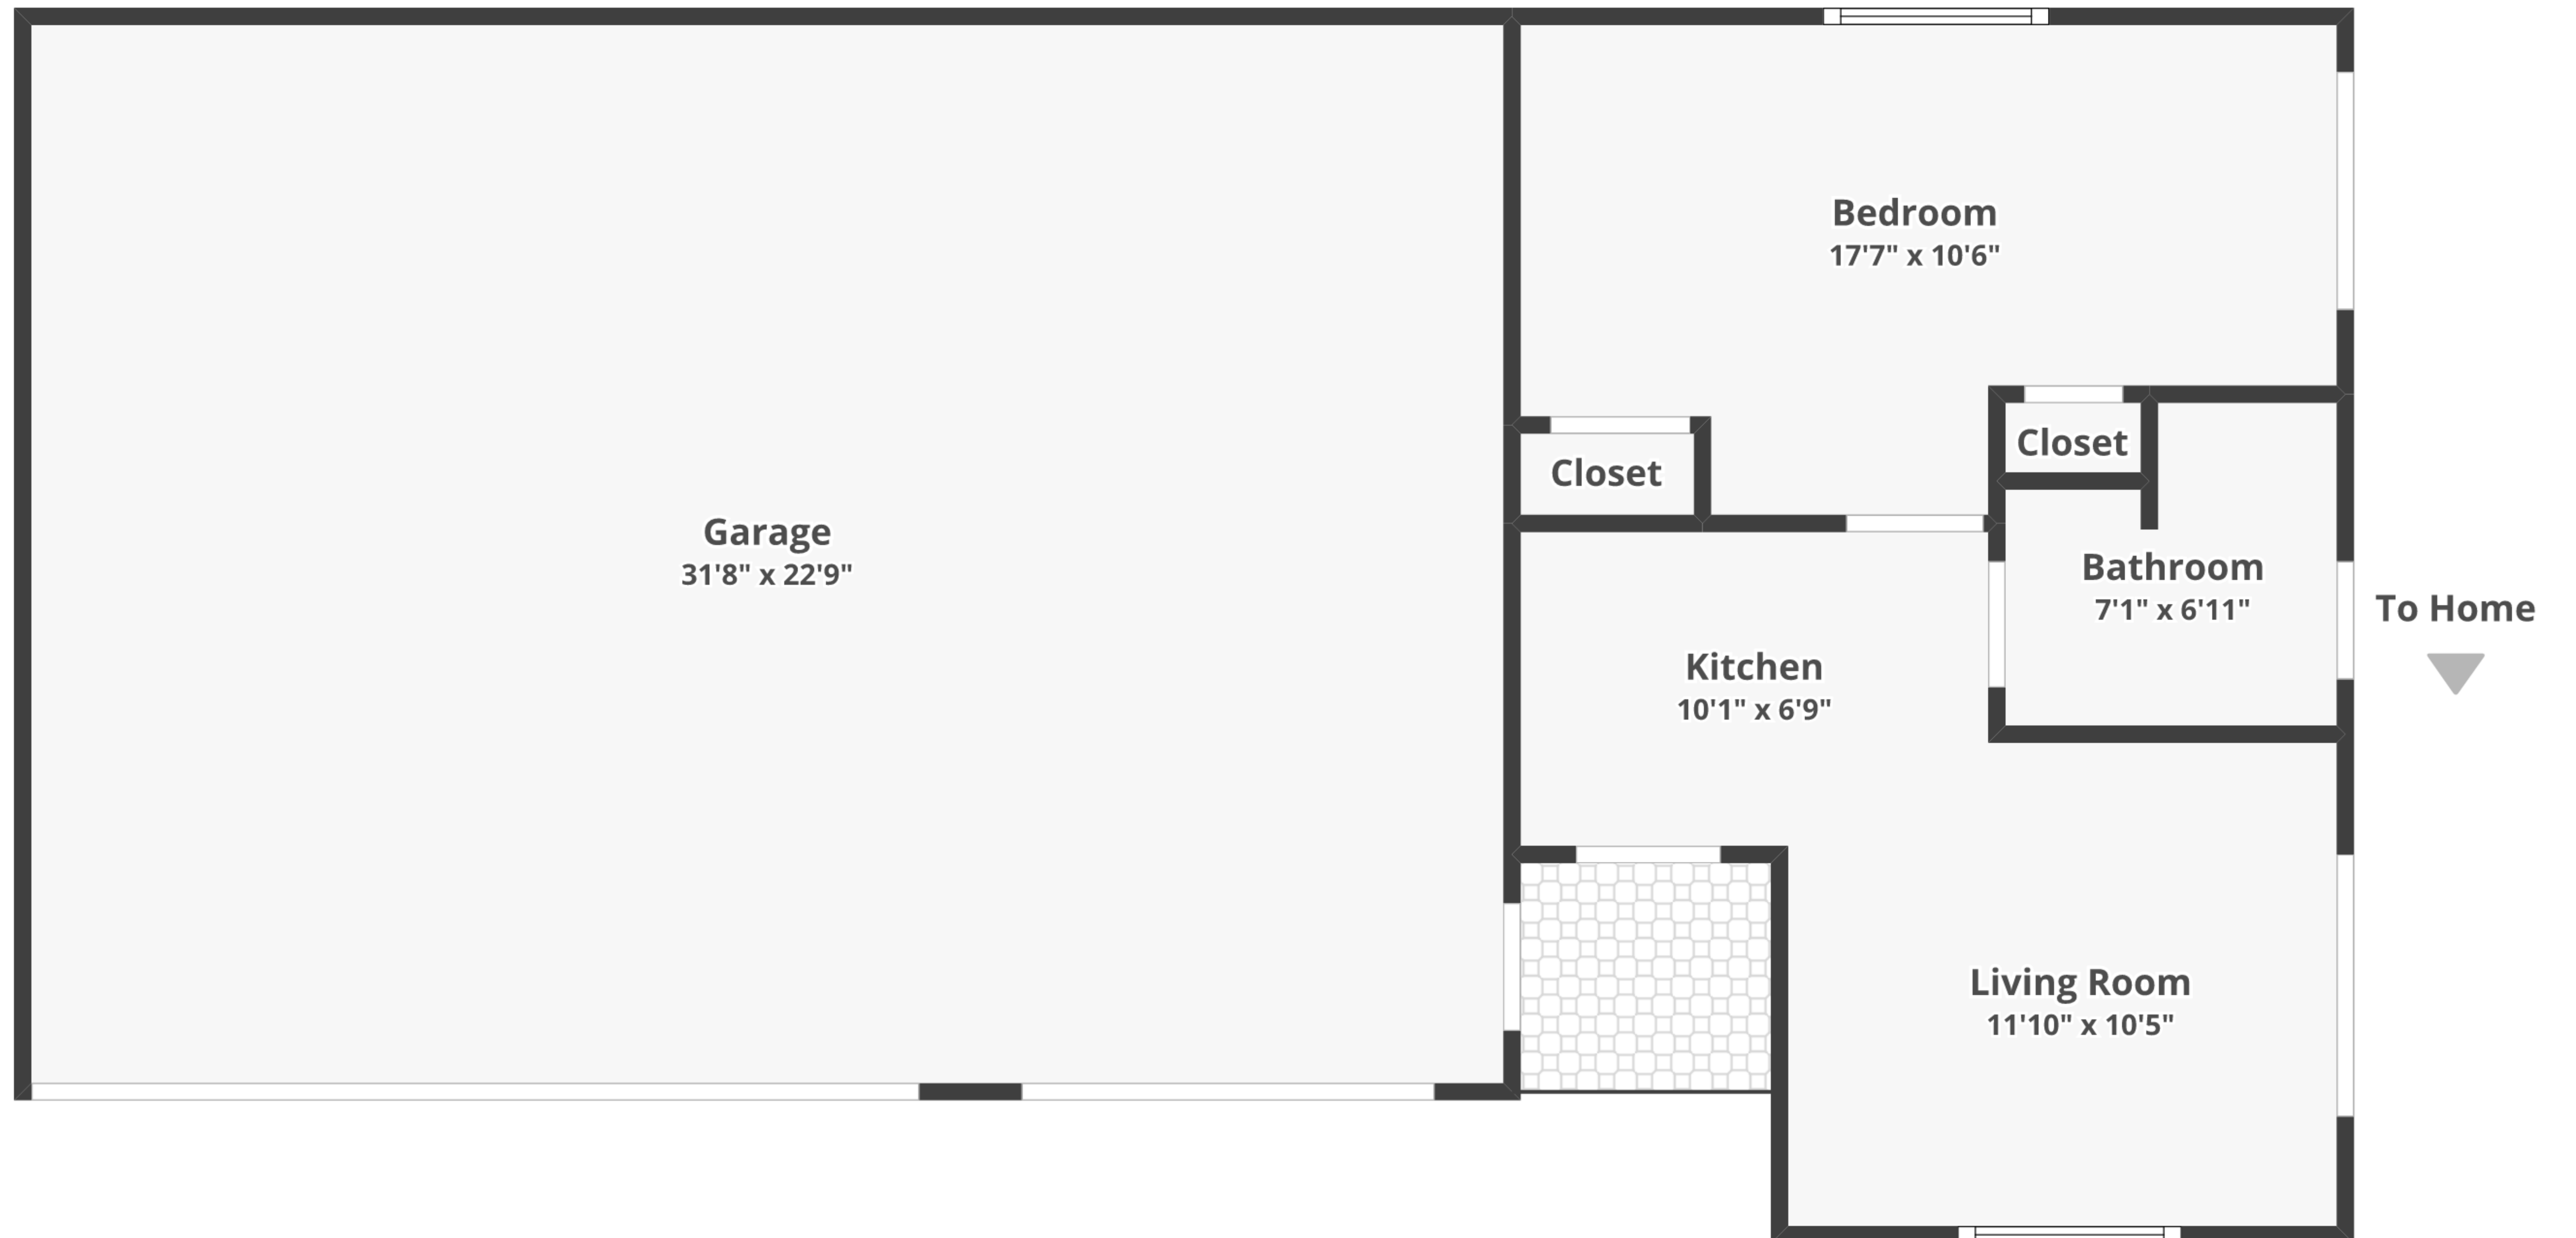 Bedroom
17'7" x 10'6"
Closet
Closet
Garage
31'8" x 22'9"
Bathroom
7'1" x 6'11"
To Home
Kitchen
10'1" x 6'9"
Living Room
11'10" x 10'5"